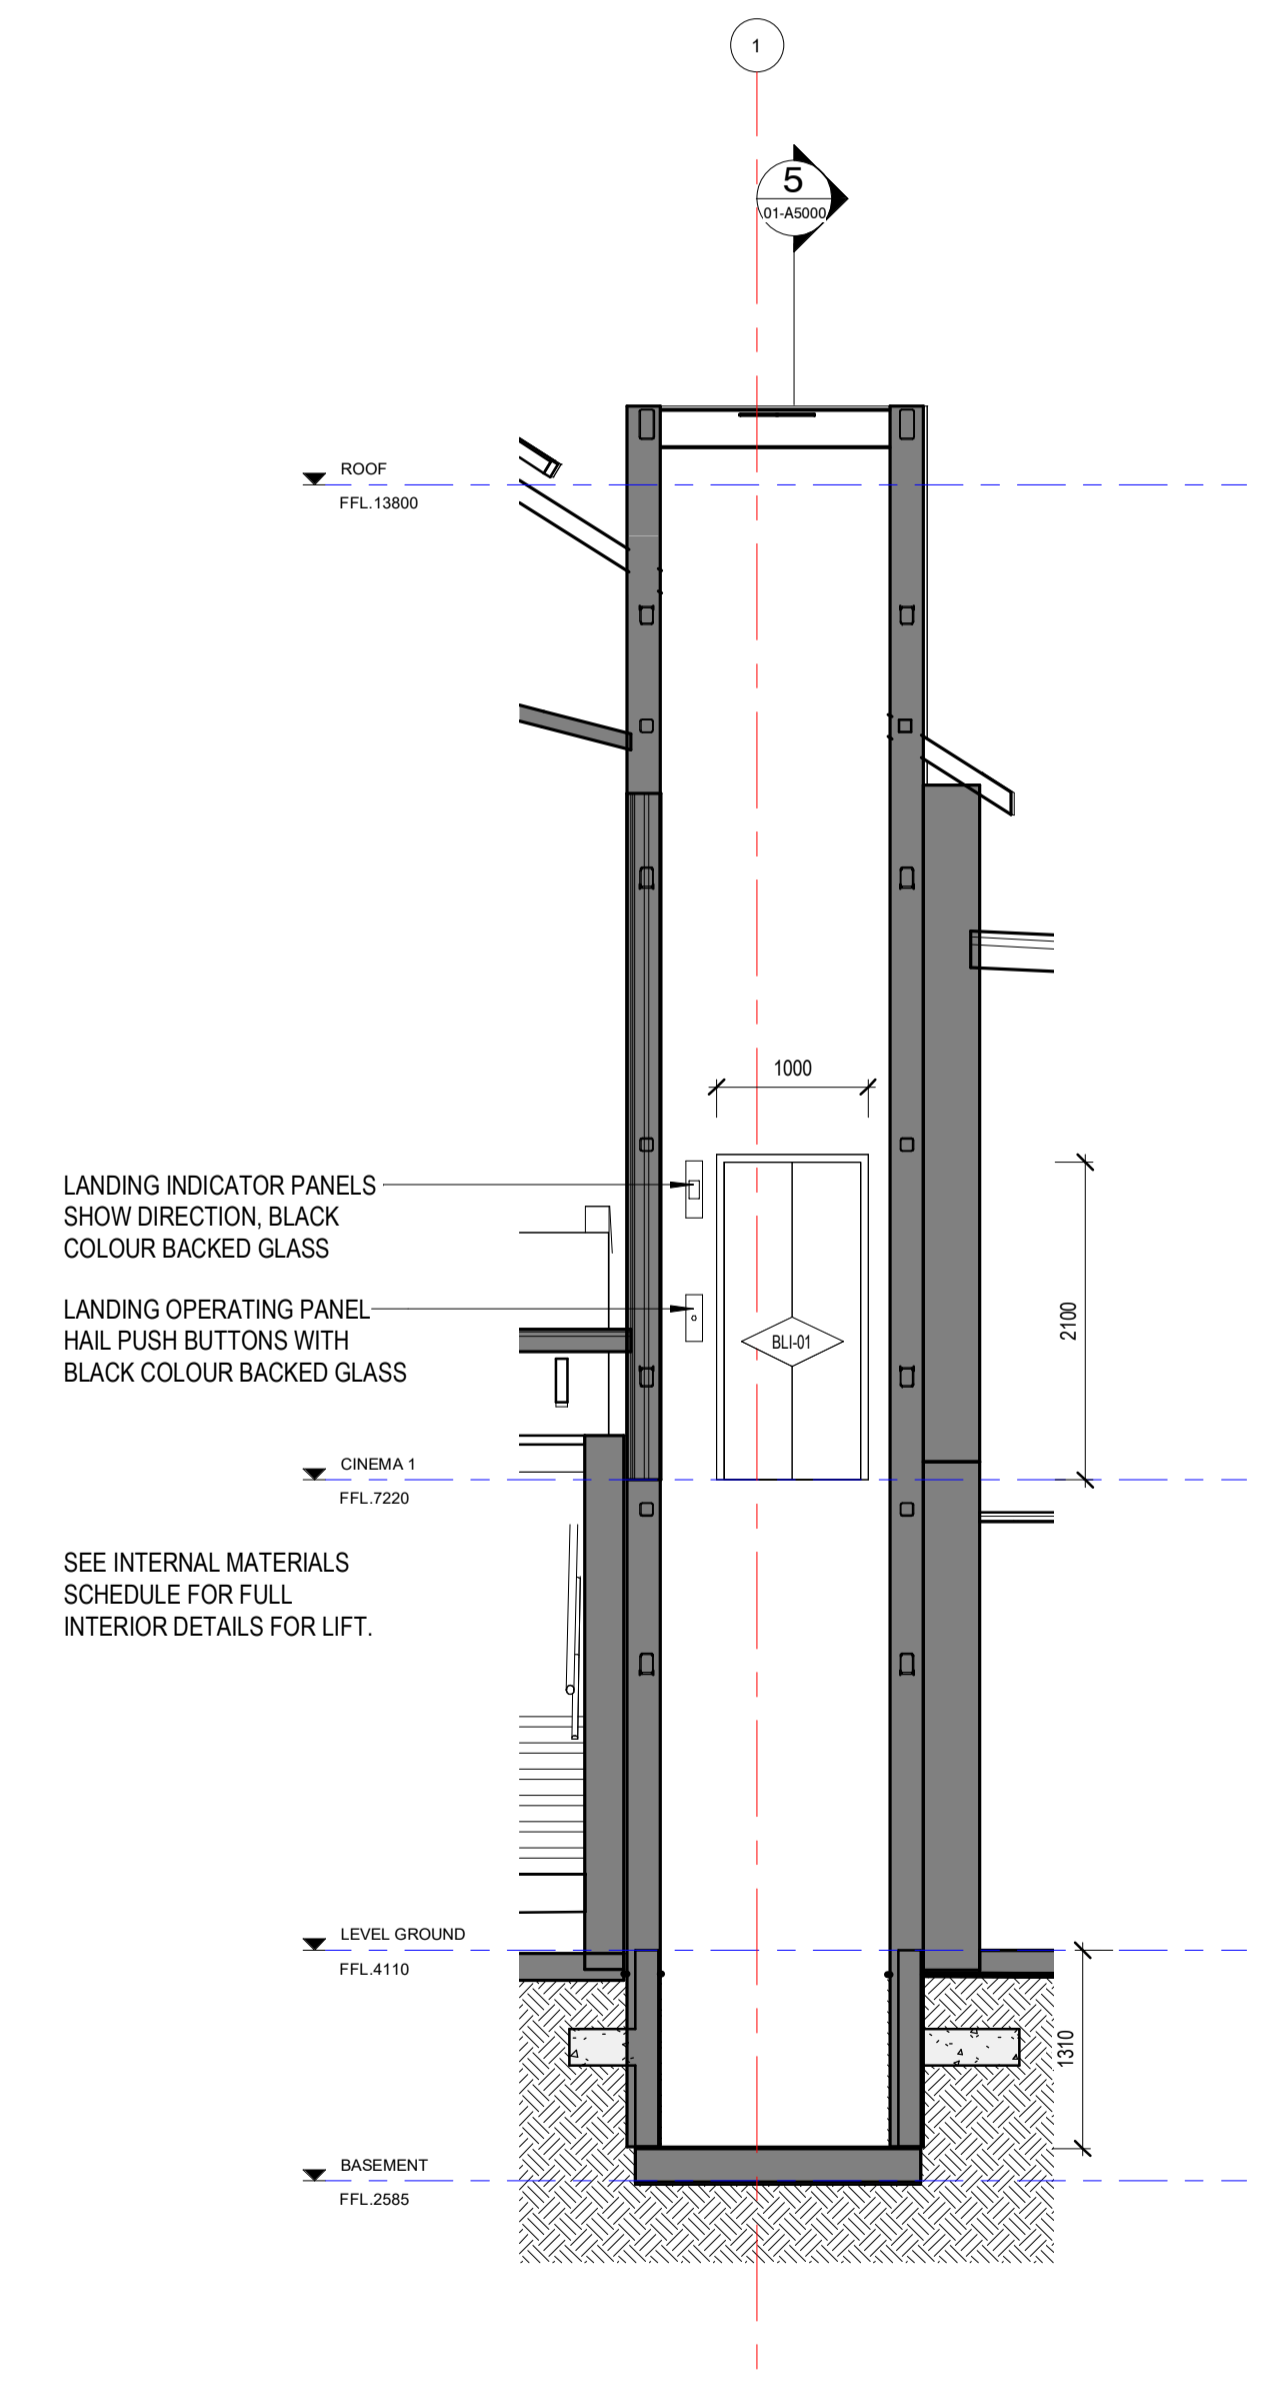 1
5
01-A5000
ROOF
FFL.13800
1000
LANDING INDICATOR PANELS
SHOW DIRECTION, BLACK
COLOUR BACKED GLASS
LANDING OPERATING PANEL
HAIL PUSH BUTTONS WITH
BLACK COLOUR BACKED GLASS
2100
BLI-01
CINEMA 1
FFL.7220
SEE INTERNAL MATERIALS
SCHEDULE FOR FULL
INTERIOR DETAILS FOR LIFT.
LEVEL GROUND
FFL.4110
1310
BASEMENT
FFL.2585